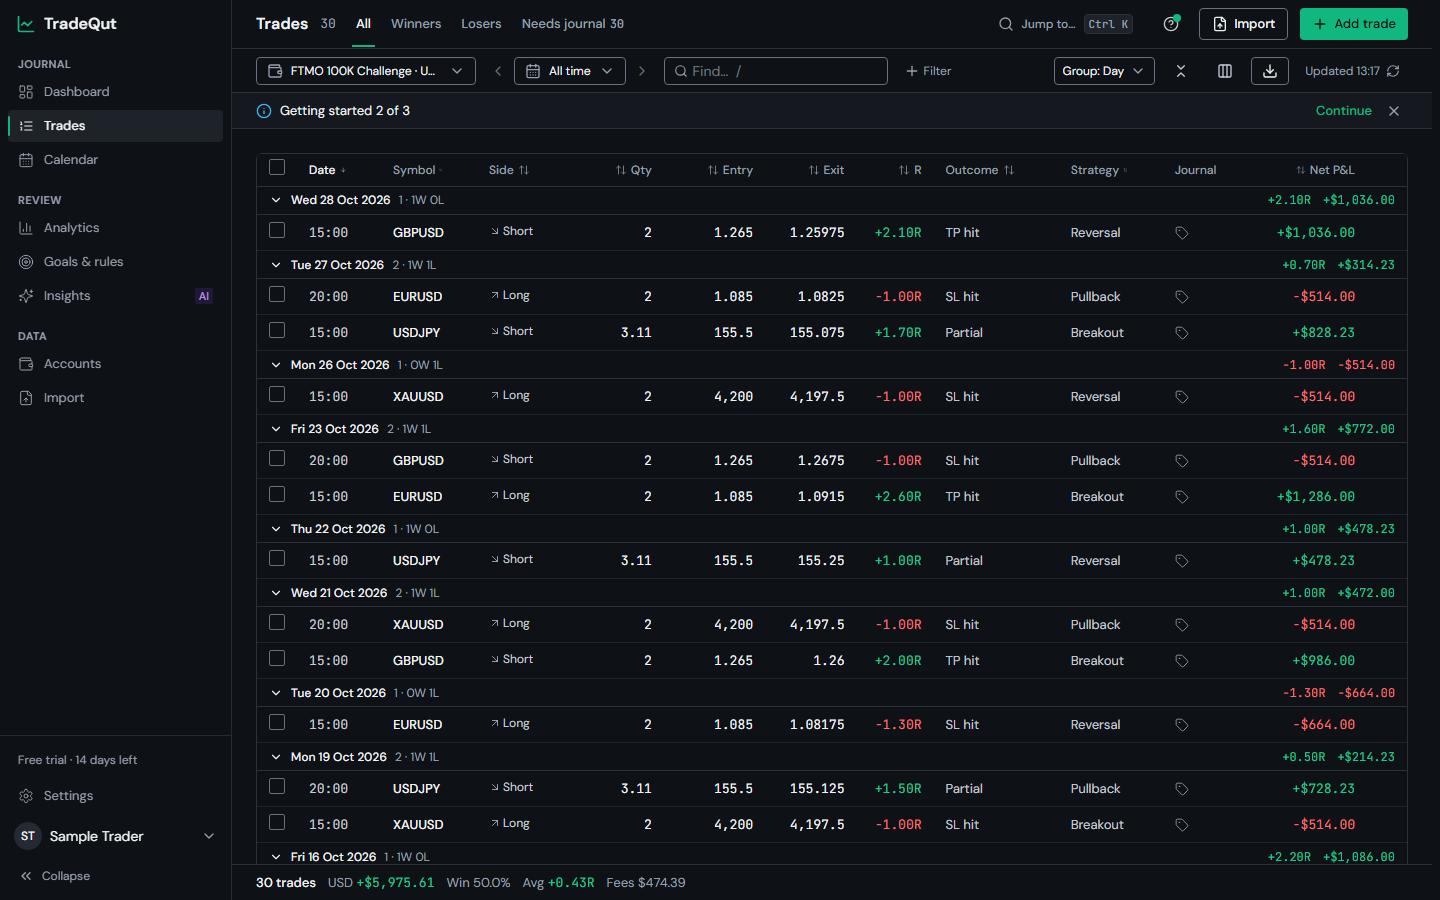 TradeQut
JOURNAL
Dashboard
Trades
Calendar
REVIEW
Analytics
Goals & rules
Insights AI
DATA
Accounts
Import
Free trial · 14 days left
Settings
ST Sample Trader
Collapse
Trades 30 All Winners Losers Needs journal 30 Jump to... Ctrl K Import Add trade
FTMO 100K Challenge · U... All time Find... / Filter Group: Day Updated 13:17
Getting started 2 of 3 Continue
Date Symbol Side Qty Entry Exit R Outcome Strategy Journal Net P&L
Wed 28 Oct 2026 1 · 1W 0L +2.10R +$1,036.00
15:00 GBPUSD Short 2 1.265 1.25975 +2.10R TP hit Reversal +$1,036.00
Tue 27 Oct 2026 2 · 1W 1L +0.70R +$314.23
20:00 EURUSD Long 2 1.085 1.0825 -1.00R SL hit Pullback -$514.00
15:00 USDJPY Short 3.11 155.5 155.075 +1.70R Partial Breakout +$828.23
Mon 26 Oct 2026 1 · 0W 1L -1.00R -$514.00
15:00 XAUUSD Long 2 4,200 4,197.5 -1.00R SL hit Reversal -$514.00
Fri 23 Oct 2026 2 · 1W 1L +1.60R +$772.00
20:00 GBPUSD Short 2 1.265 1.2675 -1.00R SL hit Pullback -$514.00
15:00 EURUSD Long 2 1.085 1.0915 +2.60R TP hit Breakout +$1,286.00
Thu 22 Oct 2026 1 · 1W 0L +1.00R +$478.23
15:00 USDJPY Short 3.11 155.5 155.25 +1.00R Partial Reversal +$478.23
Wed 21 Oct 2026 2 · 1W 1L +1.00R +$472.00
20:00 XAUUSD Long 2 4,200 4,197.5 -1.00R SL hit Pullback -$514.00
15:00 GBPUSD Short 2 1.265 1.26 +2.00R TP hit Breakout +$986.00
Tue 20 Oct 2026 1 · 0W 1L -1.30R -$664.00
15:00 EURUSD Long 2 1.085 1.08175 -1.30R SL hit Reversal -$664.00
Mon 19 Oct 2026 2 · 1W 1L +0.50R +$214.23
20:00 USDJPY Short 3.11 155.5 155.125 +1.50R Partial Pullback +$728.23
15:00 XAUUSD Long 2 4,200 4,197.5 -1.00R SL hit Breakout -$514.00
Fri 16 Oct 2026 1 · 1W 0L +2.20R +$1,086.00
30 trades USD +$5,975.61 Win 50.0% Avg +0.43R Fees $474.39